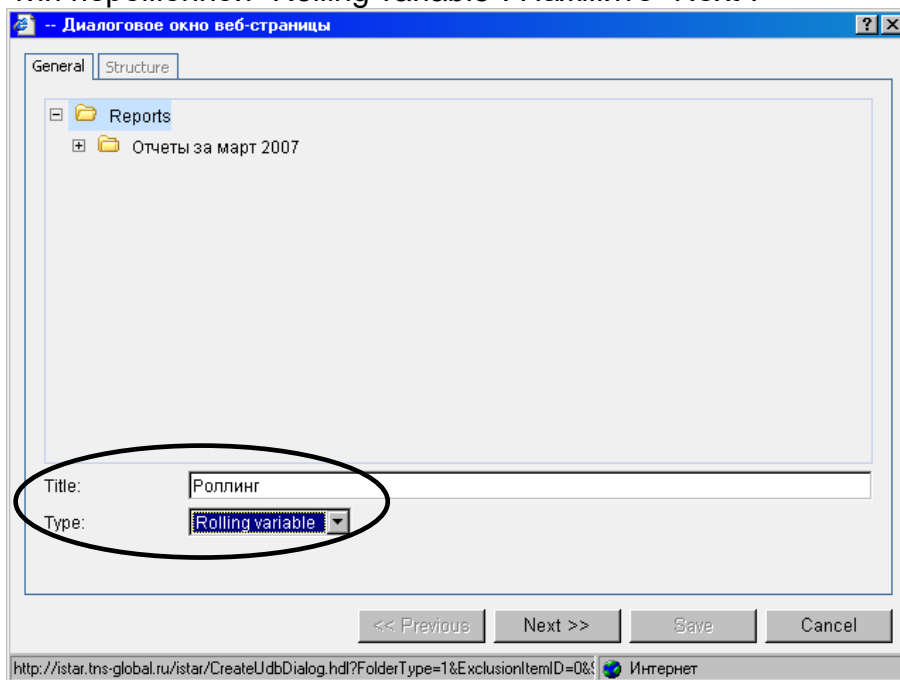 -- Диалоговое окно веб-страницы
General Structure
Reports
Отчеты за март 2007
Title: Роллинг
Type: Rolling variable
<< Previous Next >> Save Cancel
http://istar.tns-global.ru/istar/CreateUdbDialog.hdl?FolderType=1&ExclusionItemID=0& Интернет